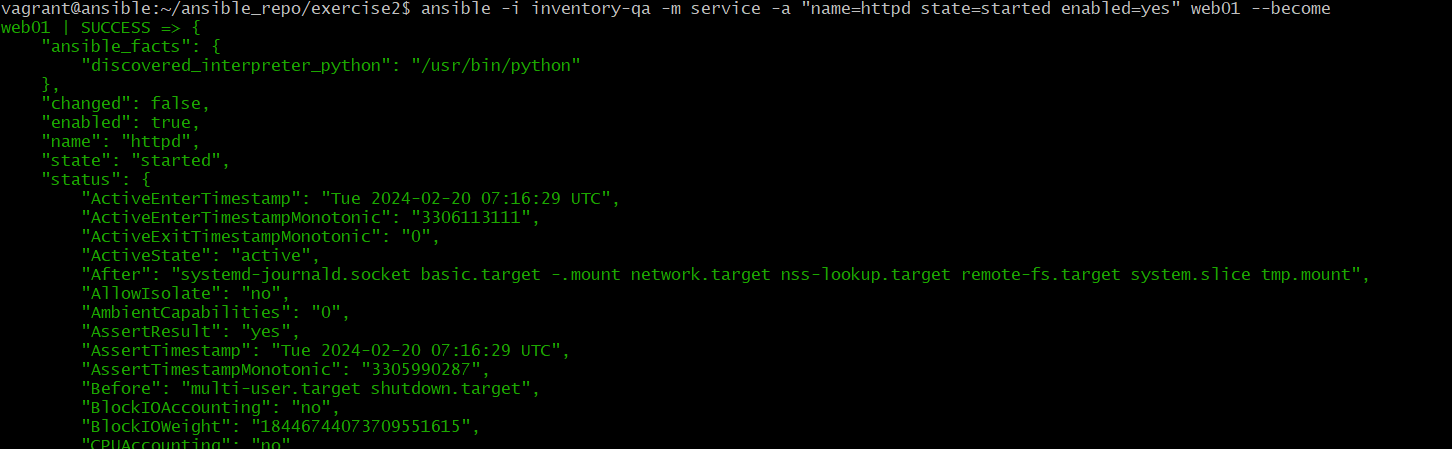 vagrant@ansible:~/ansible_repo/exercise2$ ansible -i inventory-qa -m service -a "name=httpd state=started enabled=yes" web01 --become
web01 | SUCCESS => {
    "ansible_facts": {
        "discovered_interpreter_python": "/usr/bin/python"
    },
    "changed": false,
    "enabled": true,
    "name": "httpd",
    "state": "started",
    "status": {
        "ActiveEnterTimestamp": "Tue 2024-02-20 07:16:29 UTC",
        "ActiveEnterTimestampMonotonic": "3306113111",
        "ActiveExitTimestampMonotonic": "0",
        "ActiveState": "active",
        "After": "systemd-journald.socket basic.target -.mount network.target nss-lookup.target remote-fs.target system.slice tmp.mount",
        "AllowIsolate": "no",
        "AmbientCapabilities": "0",
        "AssertResult": "yes",
        "AssertTimestamp": "Tue 2024-02-20 07:16:29 UTC",
        "AssertTimestampMonotonic": "3305990287",
        "Before": "multi-user.target shutdown.target",
        "BlockIOAccounting": "no",
        "BlockIOWeight": "18446744073709551615",
        "CPUAccounting": "no"